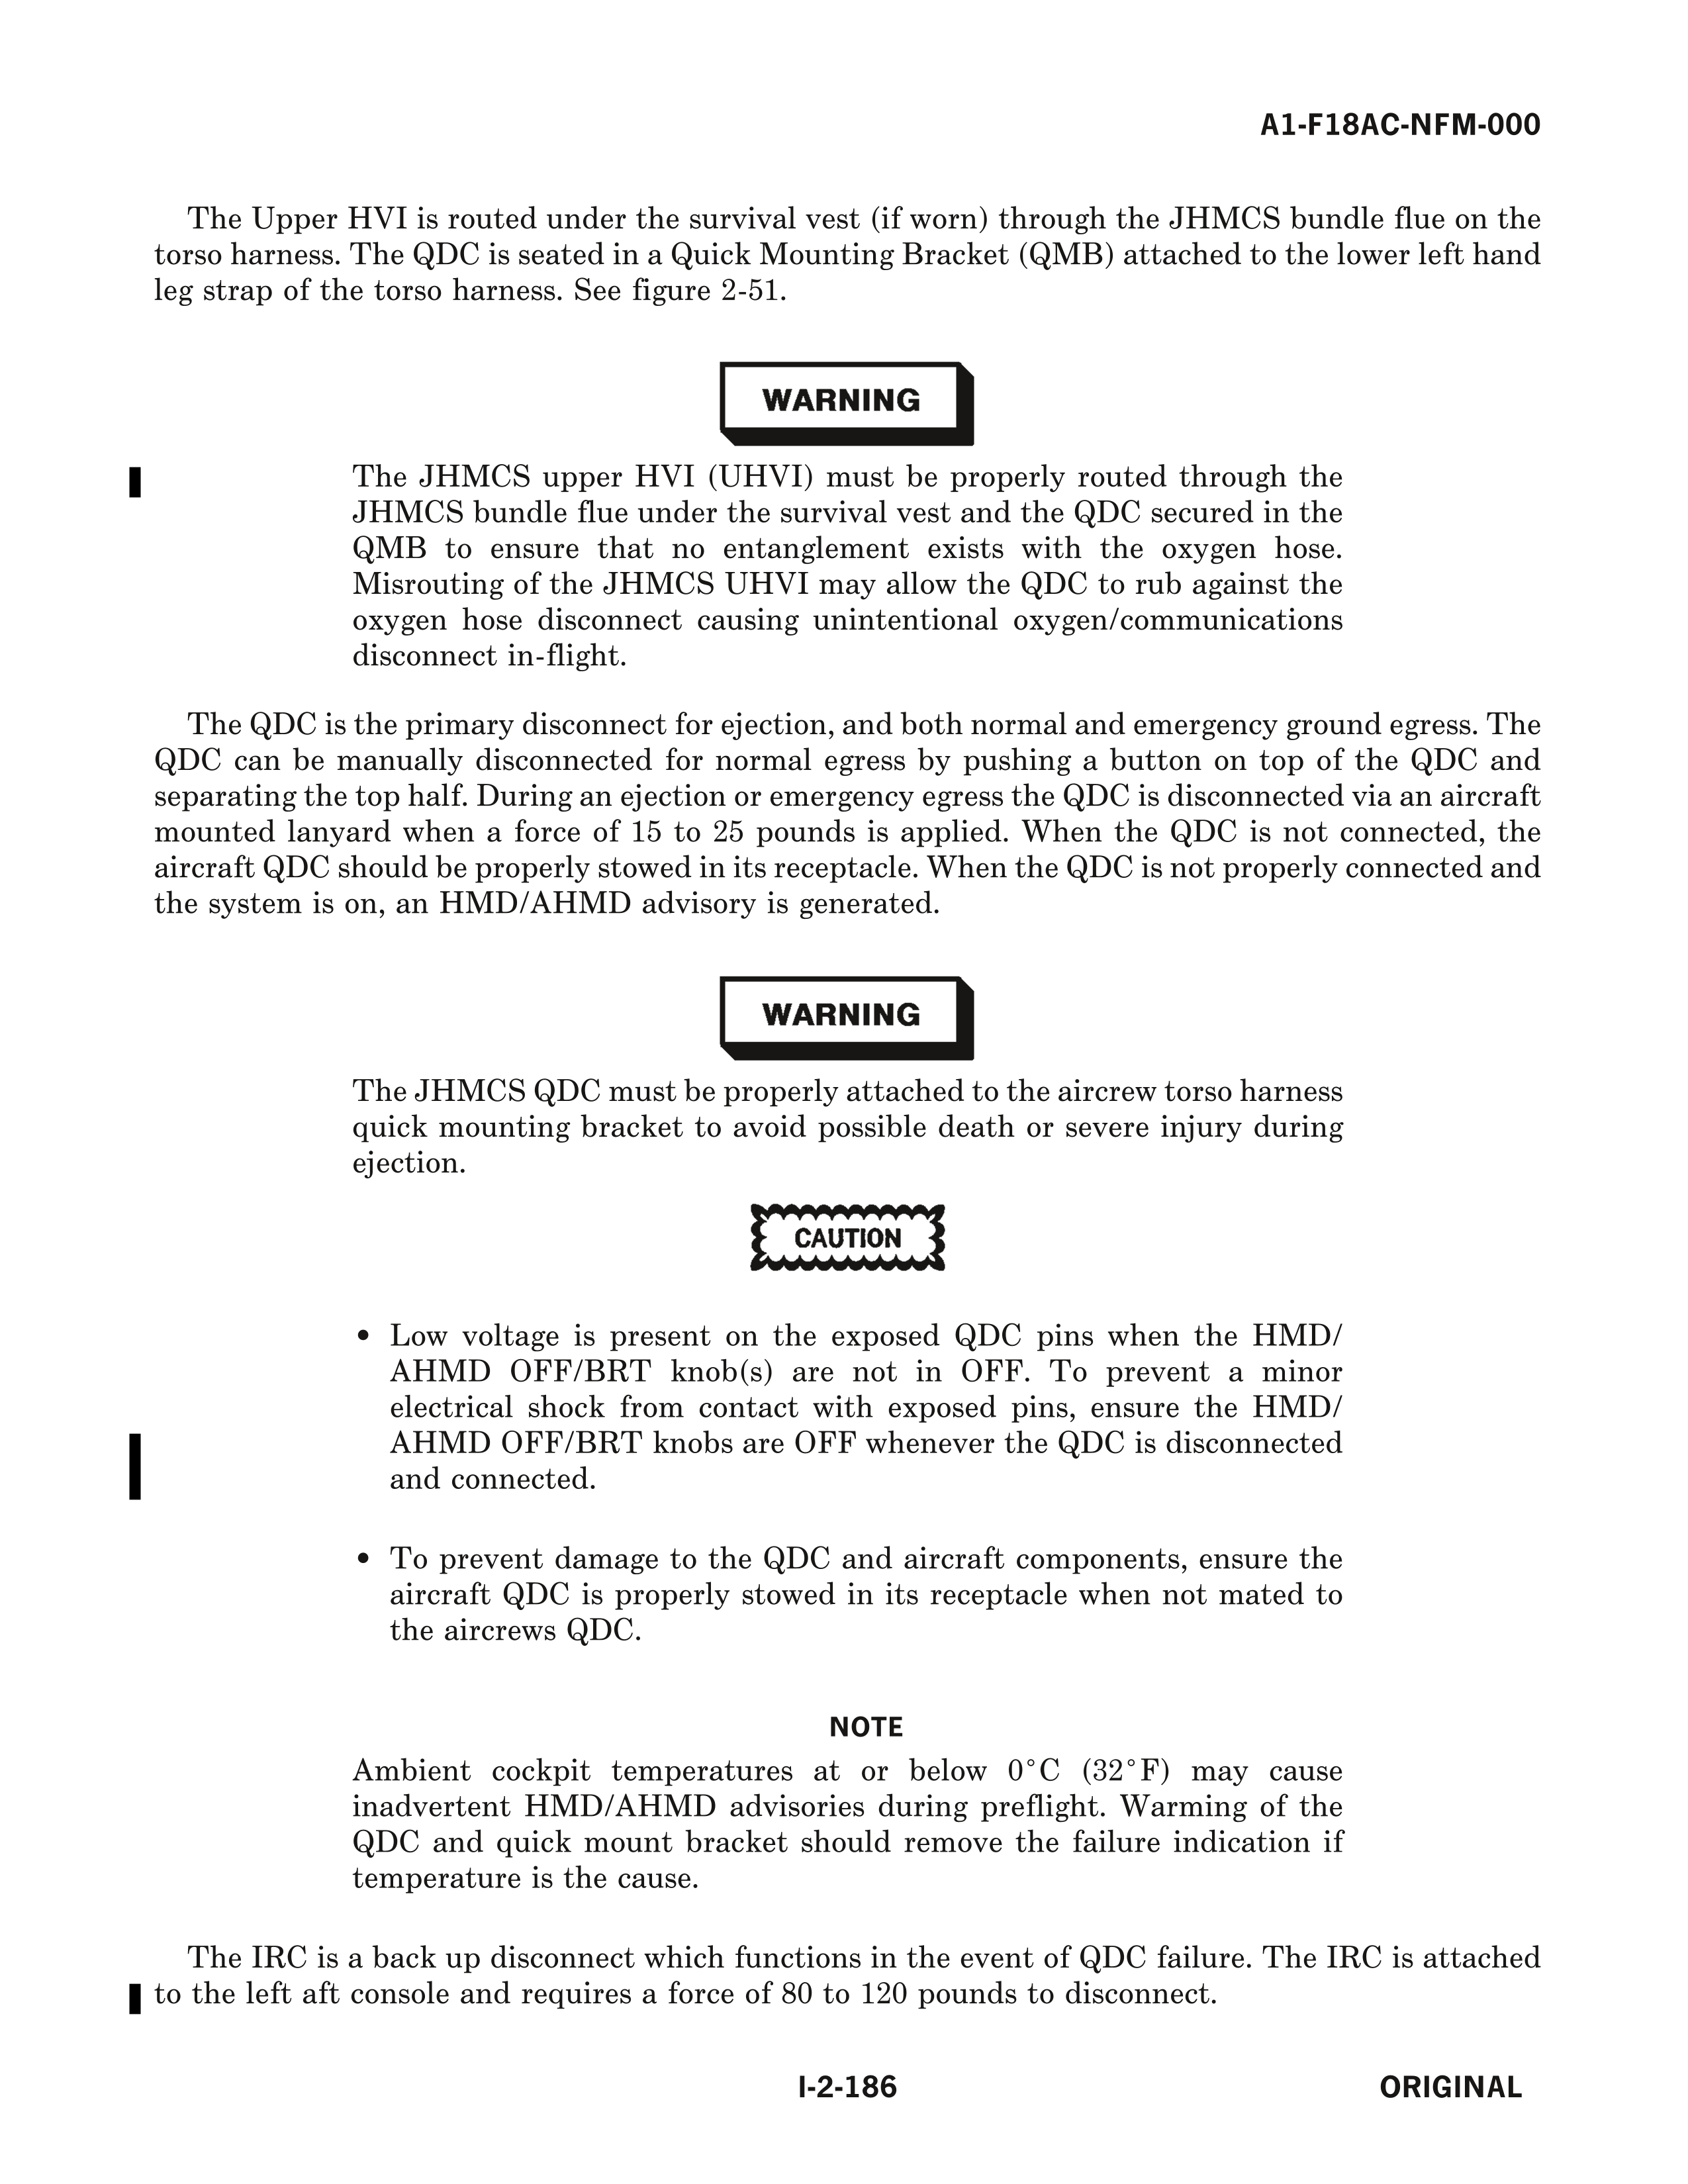 A1-F18AC-NFM-000
The Upper HVI is routed under the survival vest (if worn) through the JHMCS bundle flue on the
torso harness. The QDC is seated in a Quick Mounting Bracket (QMB) attached to the lower left hand
leg strap of the torso harness. See figure 2-51.
WARNING
The JHMCS upper HVI (UHVI) must be properly routed through the
JHMCS bundle flue under the survival vest and the QDC secured in the
QMB to ensure that no entanglement exists with the oxygen hose.
Misrouting of the JHMCS UHVI may allow the QDC to rub against the
oxygen hose disconnect causing unintentional oxygen/communications
disconnect in-flight.
The QDC is the primary disconnect for ejection, and both normal and emergency ground egress. The
QDC can be manually disconnected for normal egress by pushing a button on top of the QDC and
separating the top half. During an ejection or emergency egress the QDC is disconnected via an aircraft
mounted lanyard when a force of 15 to 25 pounds is applied. When the QDC is not connected, the
aircraft QDC should be properly stowed in its receptacle. When the QDC is not properly connected and
the system is on, an HMD/AHMD advisory is generated.
WARNING
The JHMCS QDC must be properly attached to the aircrew torso harness
quick mounting bracket to avoid possible death or severe injury during
ejection.
CAUTION
• Low voltage is present on the exposed QDC pins when the HMD/
AHMD OFF/BRT knob(s) are not in OFF. To prevent a minor
electrical shock from contact with exposed pins, ensure the HMD/
AHMD OFF/BRT knobs are OFF whenever the QDC is disconnected
and connected.
• To prevent damage to the QDC and aircraft components, ensure the
aircraft QDC is properly stowed in its receptacle when not mated to
the aircrews QDC.
NOTE
Ambient cockpit temperatures at or below 0°C (32°F) may cause
inadvertent HMD/AHMD advisories during preflight. Warming of the
QDC and quick mount bracket should remove the failure indication if
temperature is the cause.
The IRC is a back up disconnect which functions in the event of QDC failure. The IRC is attached
to the left aft console and requires a force of 80 to 120 pounds to disconnect.
I-2-186
ORIGINAL